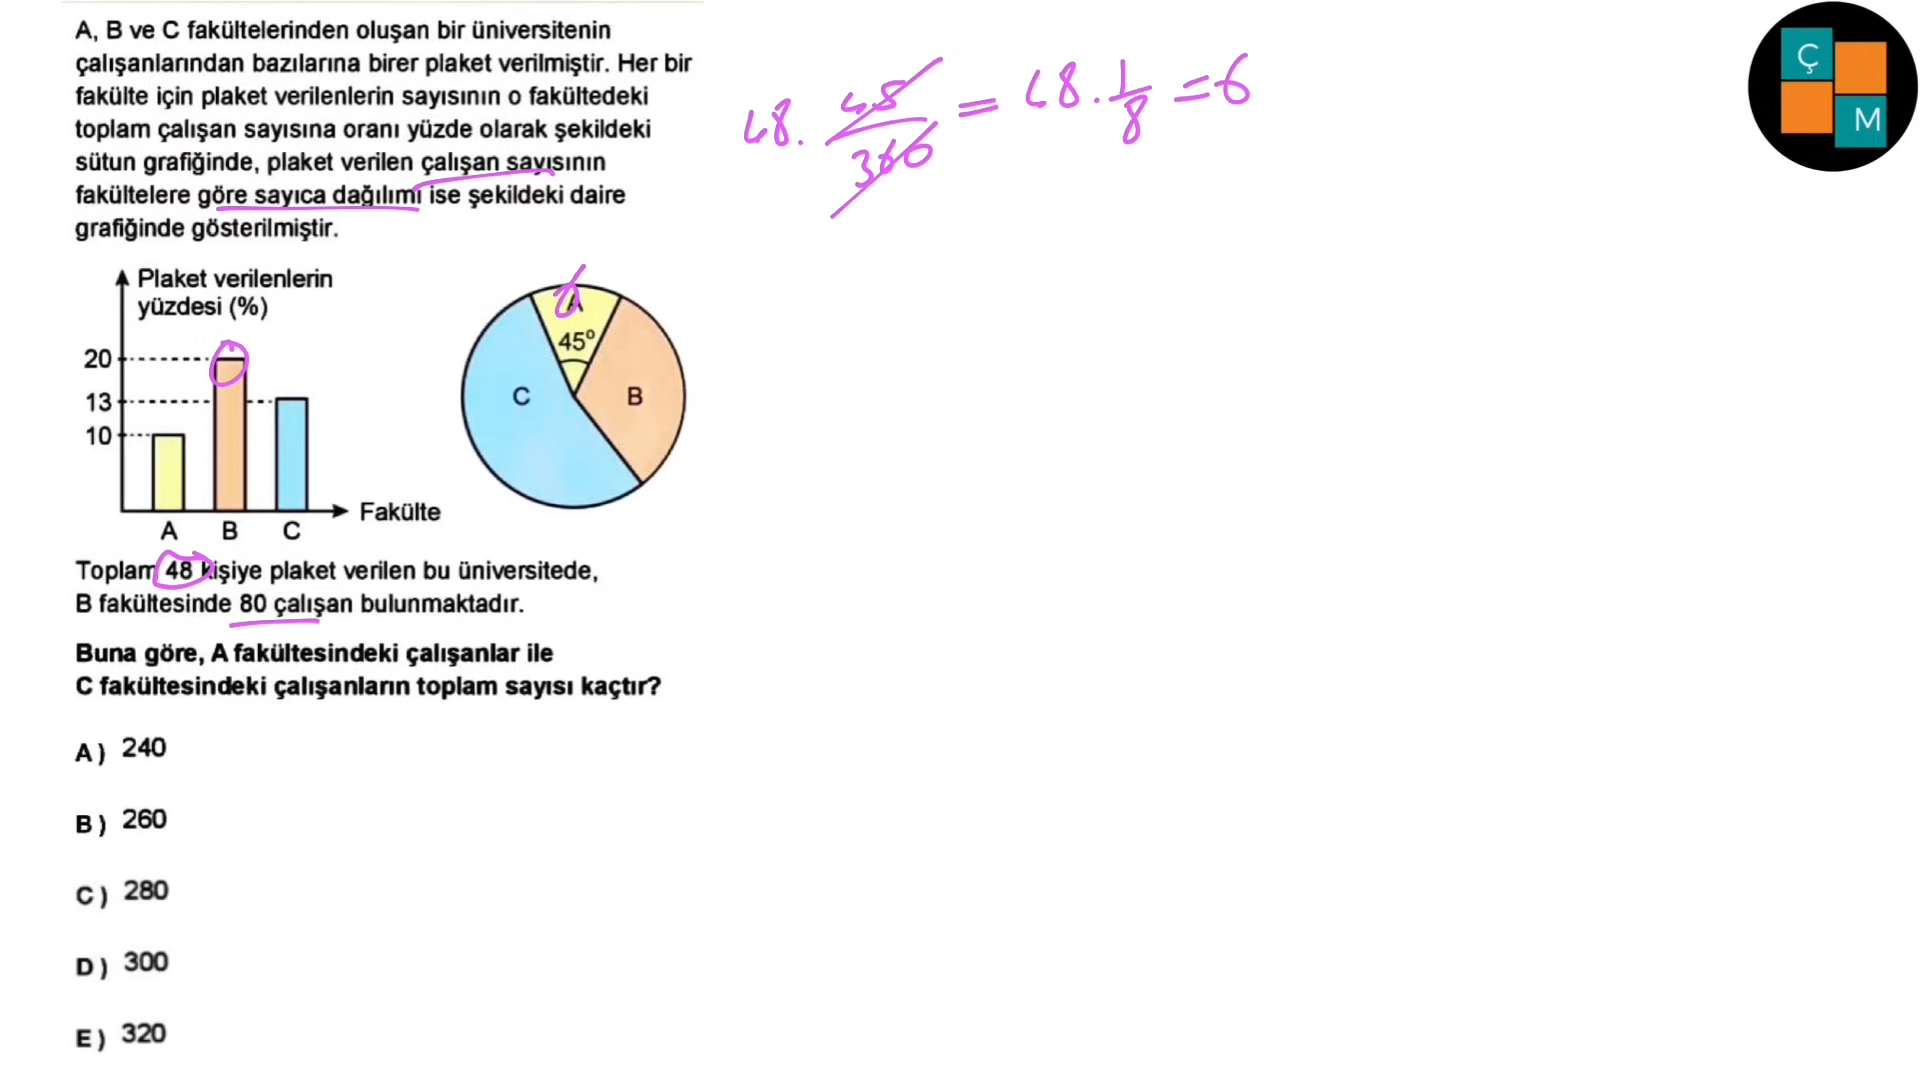 A, B ve C fakültelerinden oluşan bir üniversitenin
çalışanlarından bazılarına birer plaket verilmiştir. Her bir
fakülte için plaket verilenlerin sayısının o fakültedeki
toplam çalışan sayısına oranı yüzde olarak şekildeki
sütun grafiğinde, plaket verilen çalışan sayısının
fakültelere göre sayıca dağılımı ise şekildeki daire
grafiğinde gösterilmiştir.
48 . 45/360 = 48 . 1/8 = 6
Ç
M
Plaket verilenlerin
yüzdesi (%)
20
13
10
A B C
Fakülte
6
A
45º
C
B
Toplam 48 kişiye plaket verilen bu üniversitede,
B fakültesinde 80 çalışan bulunmaktadır.
Buna göre, A fakültesindeki çalışanlar ile
C fakültesindeki çalışanların toplam sayısı kaçtır?
A ) 240
B ) 260
C ) 280
D ) 300
E ) 320